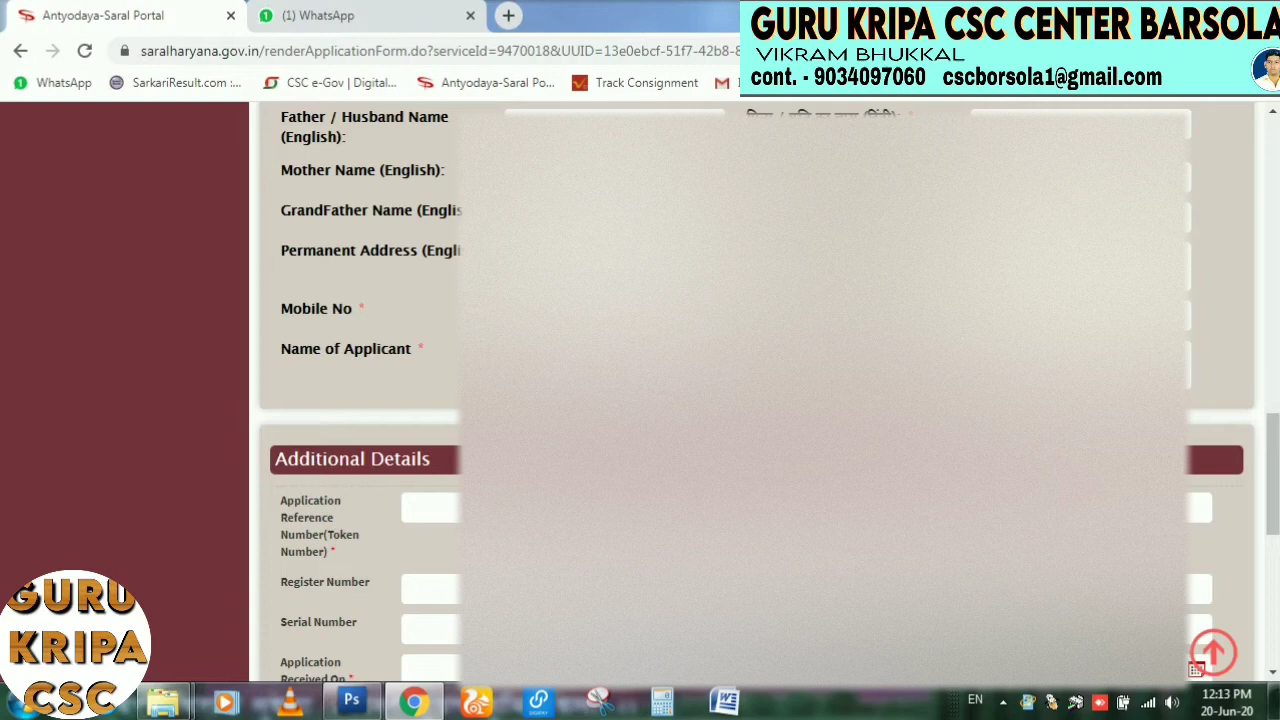 Antyodaya-Saral Portal
(1) WhatsApp
GURU KRIPA CSC CENTER BARSOLA
VIKRAM BHUKKAL
cont. - 9034097060 cscborsola1@gmail.com
saralharyana.gov.in/renderApplicationForm.do?serviceId=9470018&UUID=13e0ebcf-51f7-42b8-8
WhatsApp
SarkariResult.com :...
CSC e-Gov | Digital...
Antyodaya-Saral Po...
Track Consignment
Father / Husband Name
(English):
Mother Name (English):
GrandFather Name (Englis
Permanent Address (Engli
Mobile No *
Name of Applicant *
Additional Details
Application
Reference
Number(Token
Number) *
Register Number
Serial Number
Application
Received On *
GURU
KRIPA
CSC
Ps
EN
12:13 PM
20-Jun-20